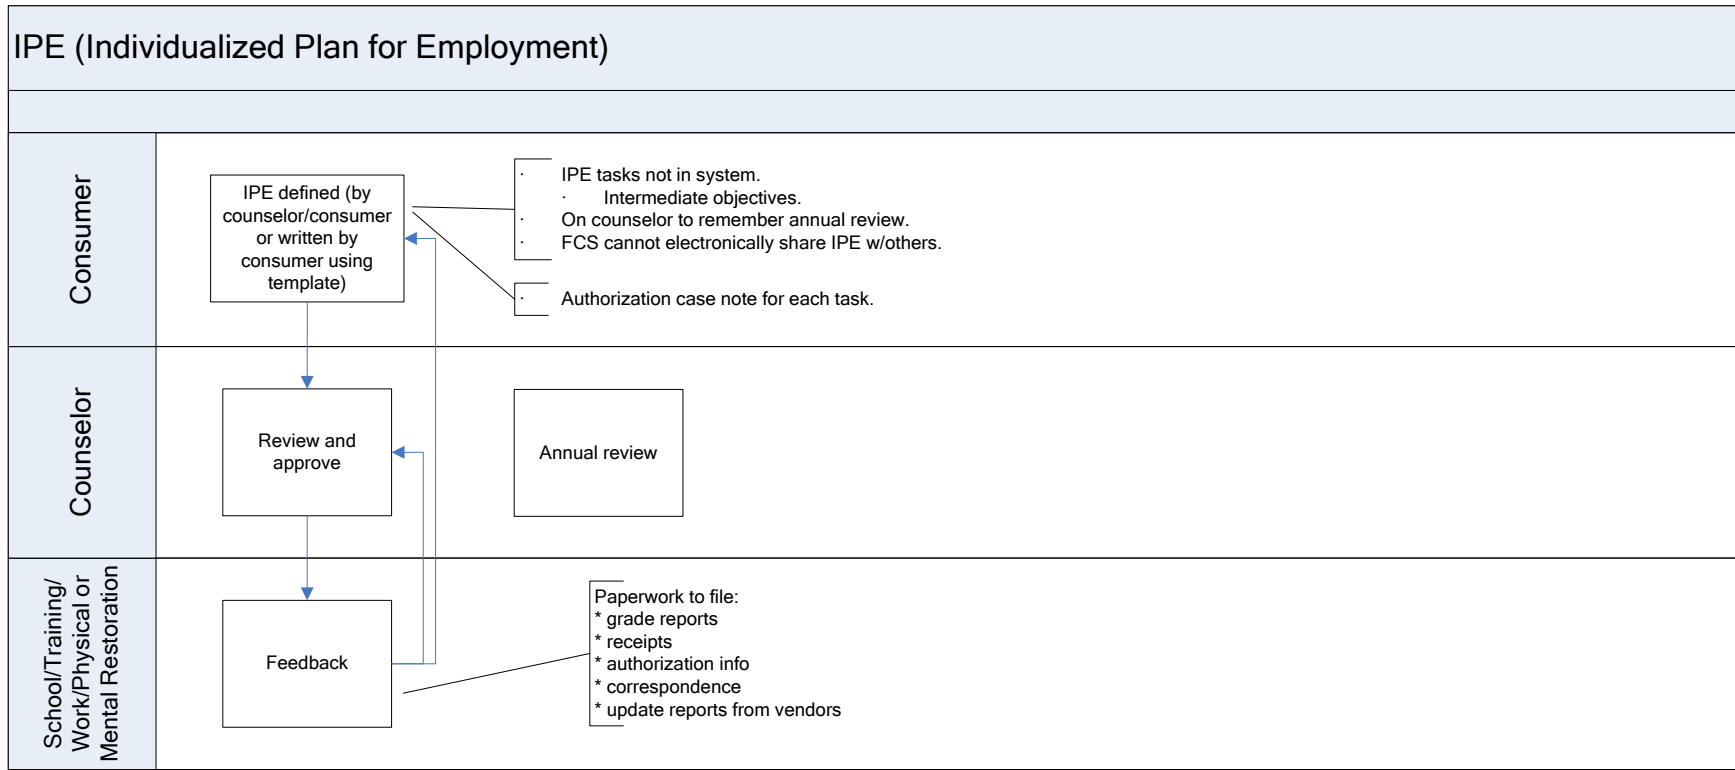 IPE (Individualized Plan for Employment)
Consumer
IPE defined (by
counselor/consumer
or written by
consumer using
template)
· IPE tasks not in system.
· Intermediate objectives.
· On counselor to remember annual review.
· FCS cannot electronically share IPE w/others.
· Authorization case note for each task.
Counselor
Review and
approve
Annual review
School/Training/
Work/Physical or
Mental Restoration
Feedback
Paperwork to file:
* grade reports
* receipts
* authorization info
* correspondence
* update reports from vendors